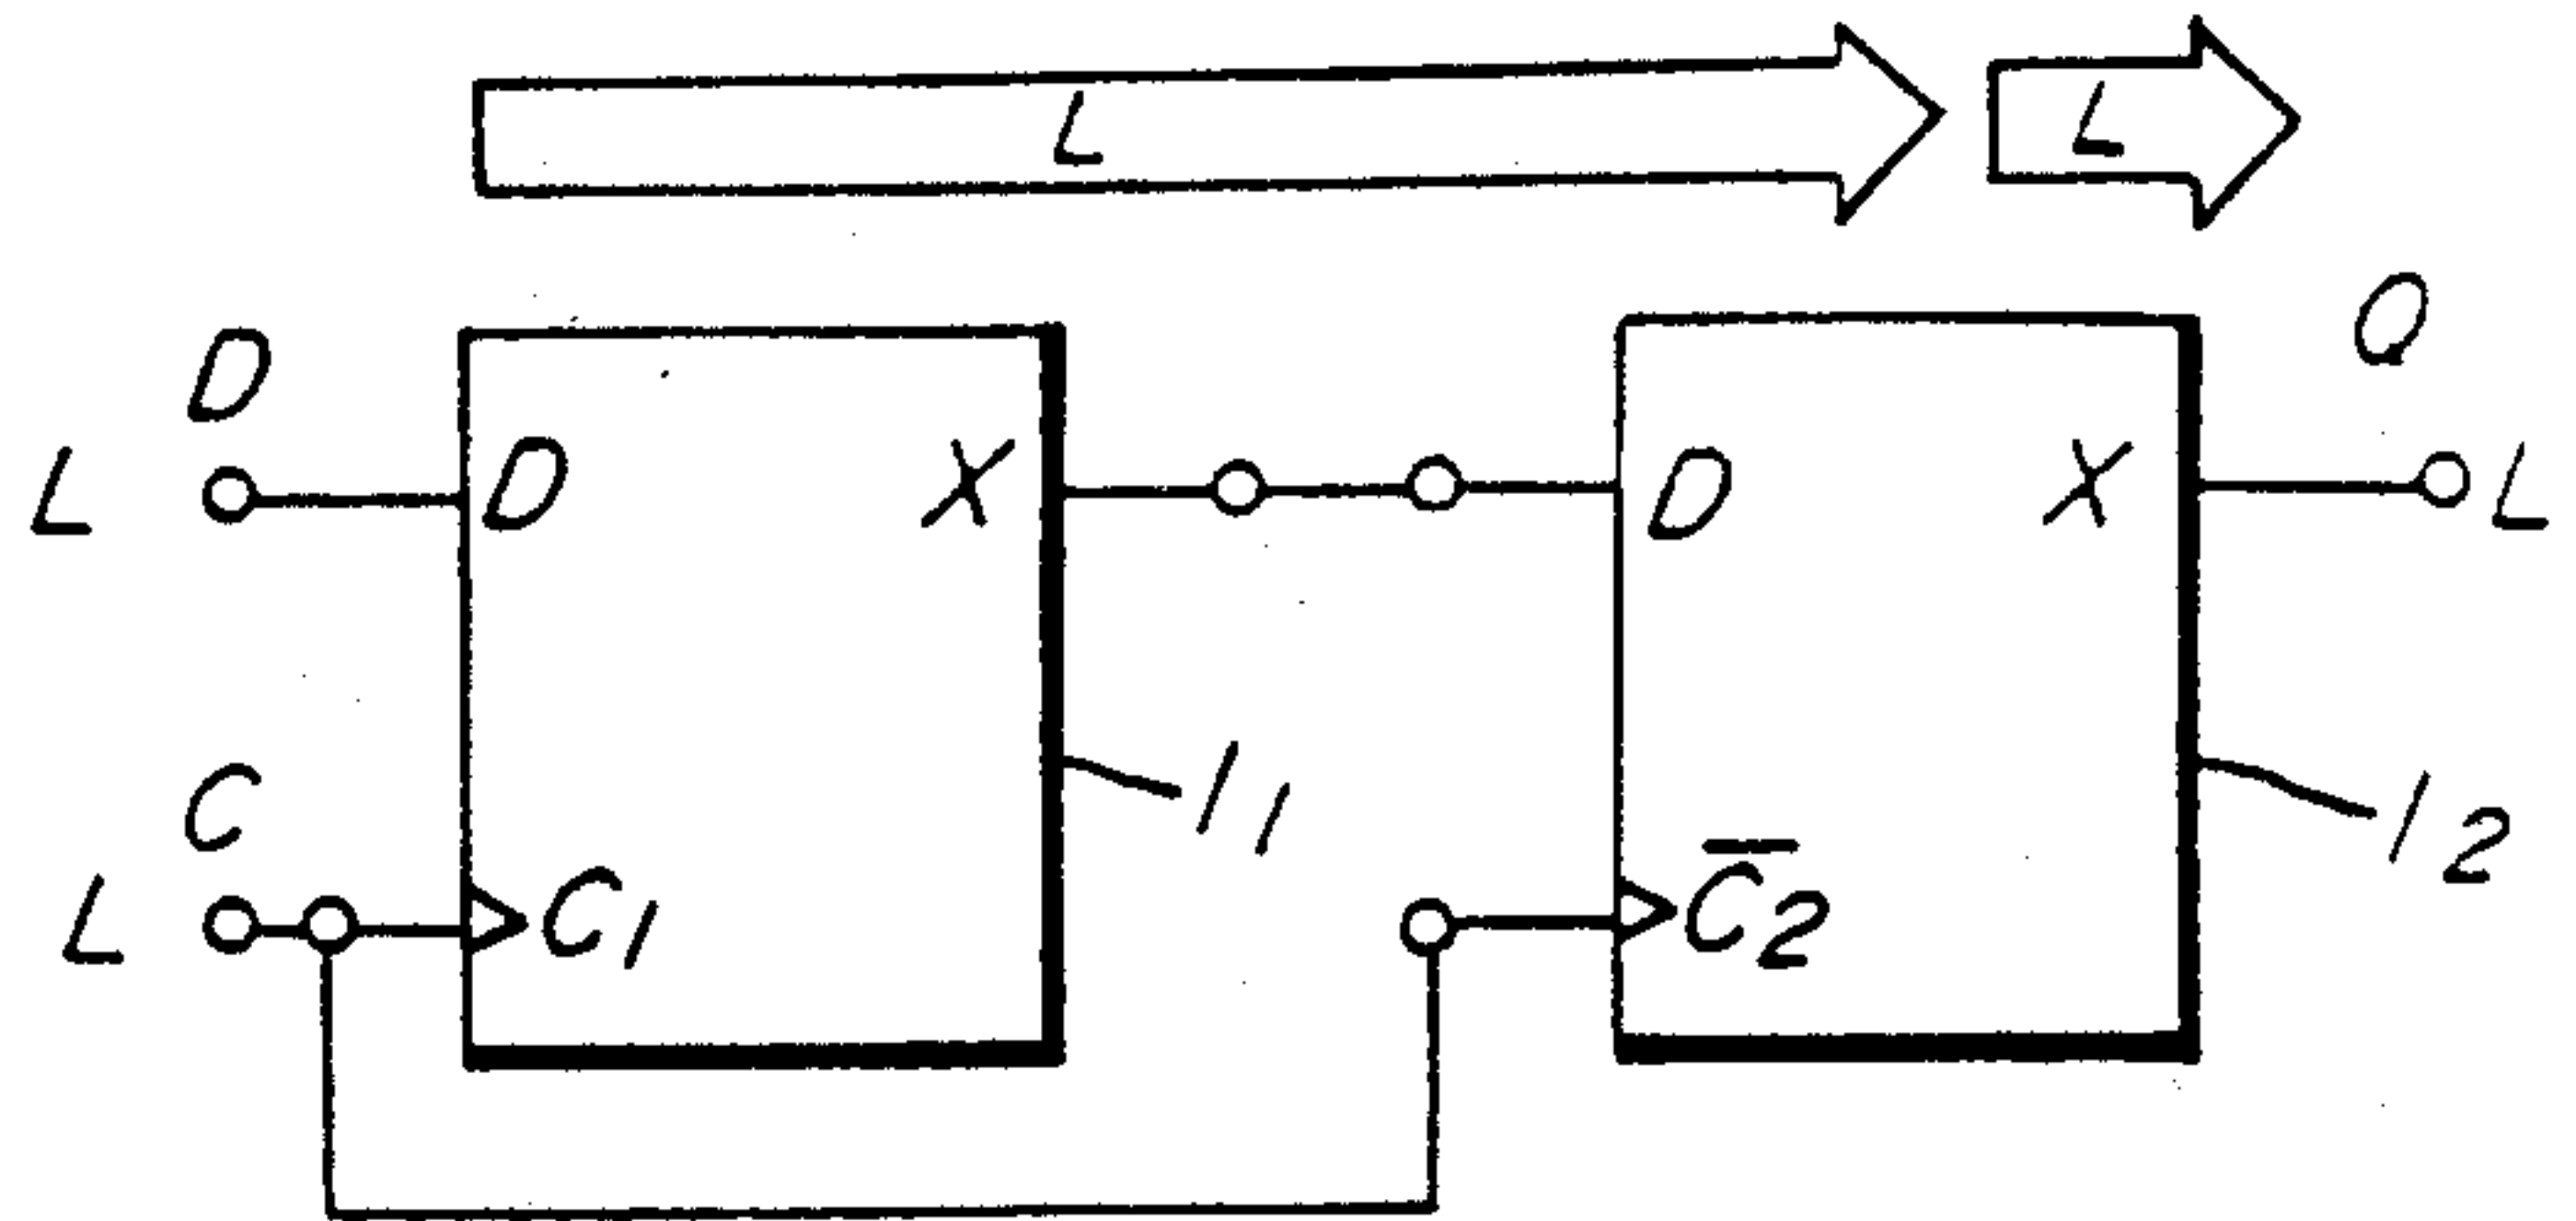 L L
D Q
L D X D X L
1₁ 1₂
C
L C₁ C̅₂